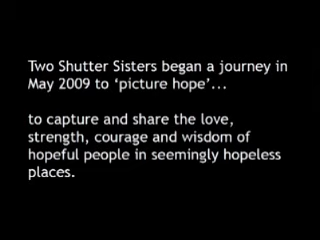 Two Shutter Sisters began a journey in
May 2009 to ‘picture hope’...
to capture and share the love,
strength, courage and wisdom of
hopeful people in seemingly hopeless
places.